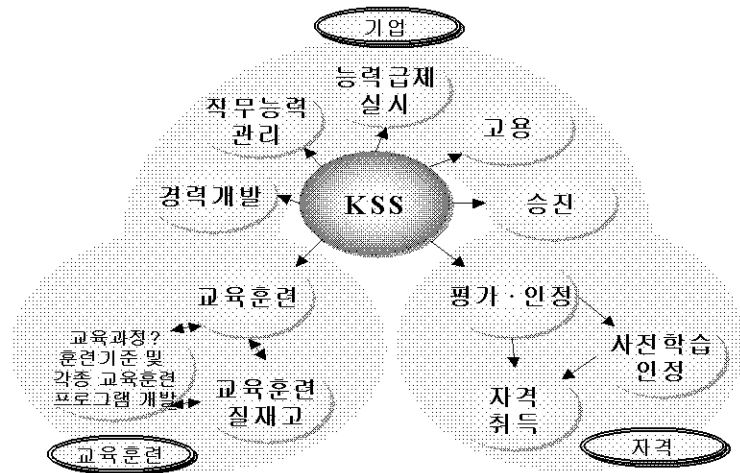 기업
능력급제
실시
직무능력
관리
고용
경력개발
KSS
승진
교육훈련
평가·인정
교육과정?
훈련기준 및
각종 교육훈련
프로그램 개발
교육훈련
질재고
사전학습
인정
자격
취득
교육훈련
자격